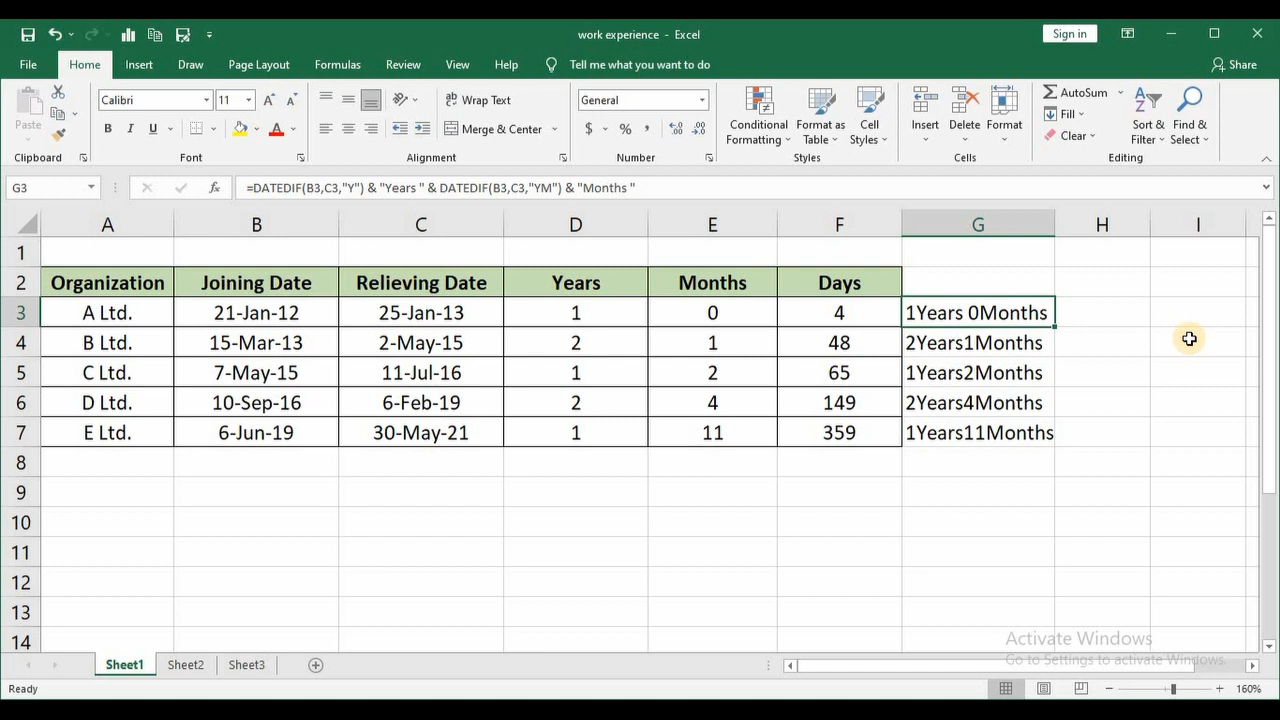 work experience - Excel
Sign in
File Home Insert Draw Page Layout Formulas Review View Help Tell me what you want to do Share
Paste
Calibri 11 A A
B I U A
Wrap Text
Merge & Center
General
$ % ,
Conditional Formatting
Format as Table
Cell Styles
Insert Delete Format
AutoSum
Fill
Clear
Sort & Filter
Find & Select
Clipboard Font Alignment Number Styles Cells Editing
G3 fx =DATEDIF(B3,C3,"Y") & "Years " & DATEDIF(B3,C3,"YM") & "Months "
A B C D E F G H I
1
2 Organization Joining Date Relieving Date Years Months Days
3 A Ltd. 21-Jan-12 25-Jan-13 1 0 4 1Years 0Months
4 B Ltd. 15-Mar-13 2-May-15 2 1 48 2Years1Months
5 C Ltd. 7-May-15 11-Jul-16 1 2 65 1Years2Months
6 D Ltd. 10-Sep-16 6-Feb-19 2 4 149 2Years4Months
7 E Ltd. 6-Jun-19 30-May-21 1 11 359 1Years11Months
8
9
10
11
12
13
14
Activate Windows
Go to Settings to activate Windows.
Sheet1 Sheet2 Sheet3
Ready 160%